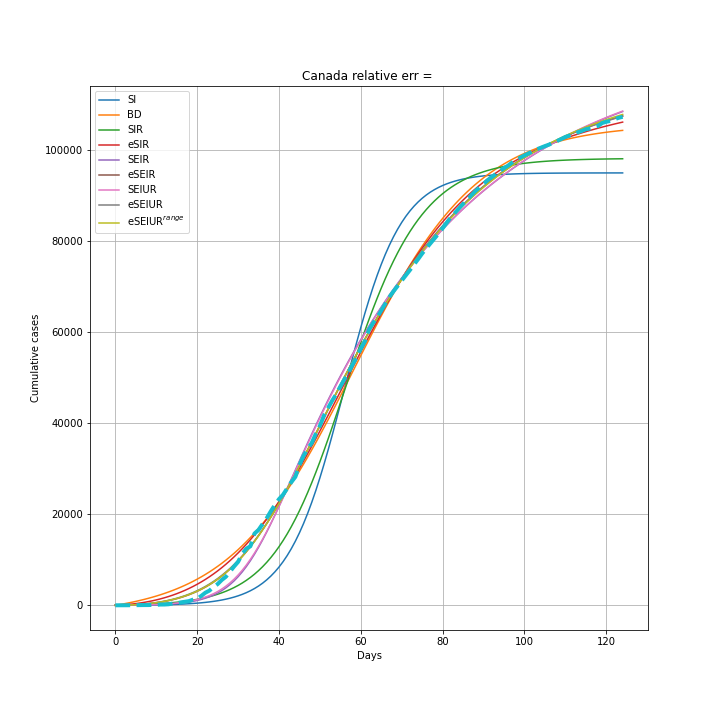 Canada relative err =
SI
BD
SIR
eSIR
SEIR
eSEIR
SEIUR
eSEIUR
eSEIUR^range
100000
80000
60000
40000
20000
0
Cumulative cases
0 20 40 60 80 100 120
Days